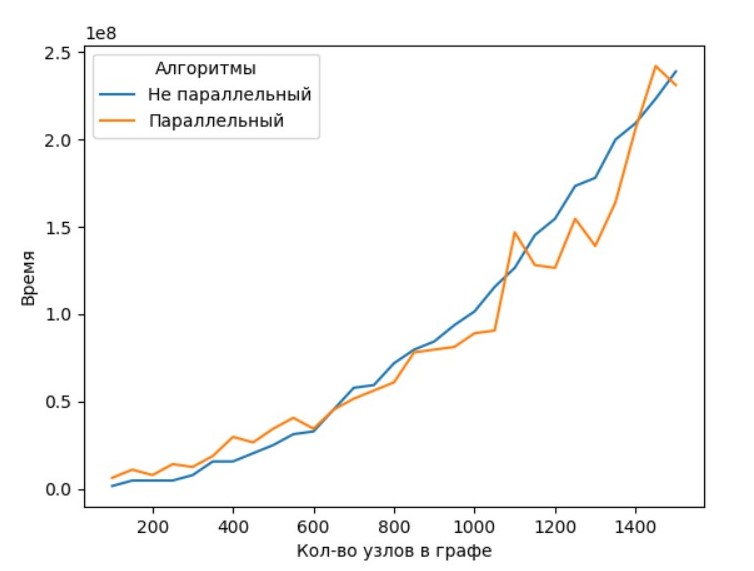 1e8
2.5
2.0
1.5
1.0
0.5
0.0
Время
Алгоритмы
Не параллельный
Параллельный
200 400 600 800 1000 1200 1400
Кол-во узлов в графе